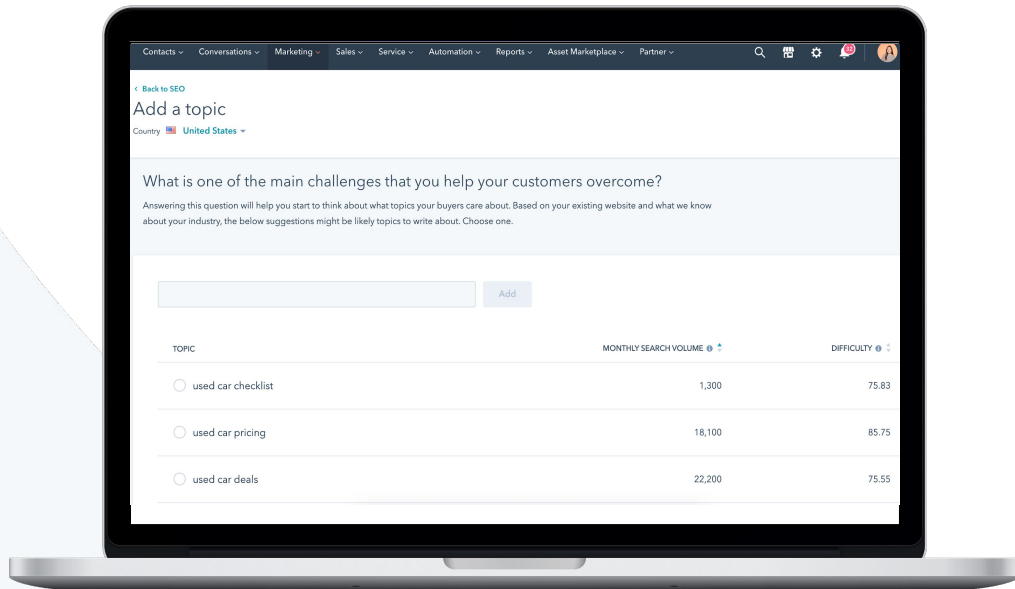 Contacts Conversations Marketing Sales Service Automation Reports Asset Marketplace Partner 32
Back to SEO
Add a topic
Country United States
What is one of the main challenges that you help your customers overcome?
Answering this question will help you start to think about what topics your buyers care about. Based on your existing website and what we know
about your industry, the below suggestions might be likely topics to write about. Choose one.
Add
TOPIC MONTHLY SEARCH VOLUME DIFFICULTY
used car checklist 1,300 75.83
used car pricing 18,100 85.75
used car deals 22,200 75.55